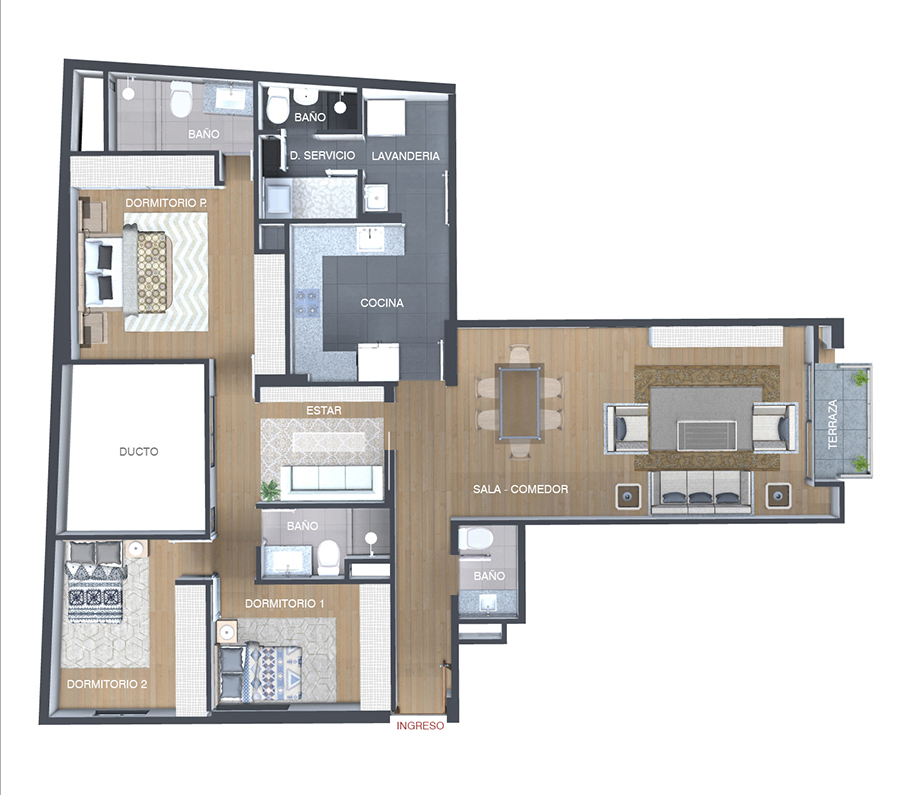 BAÑO
BAÑO
D. SERVICIO
LAVANDERIA
DORMITORIO P.
COCINA
ESTAR
DUCTO
TERRAZA
SALA - COMEDOR
BAÑO
BAÑO
DORMITORIO 1
DORMITORIO 2
INGRESO